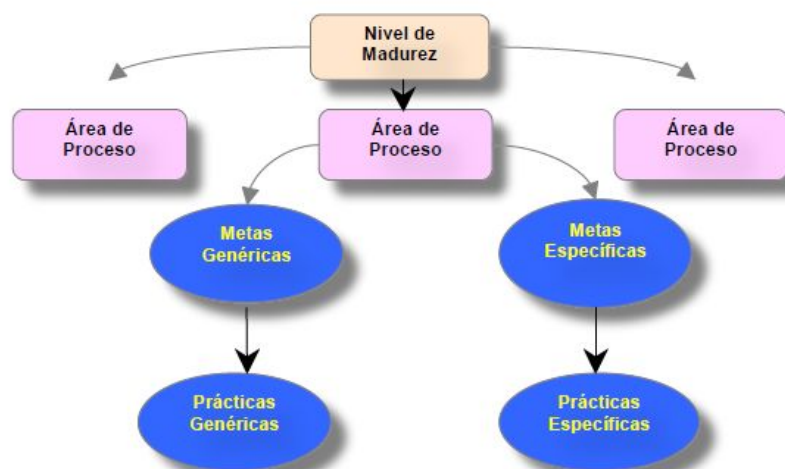 Nivel de
Madurez
Área de
Proceso
Área de
Proceso
Área de
Proceso
Metas
Genéricas
Metas
Específicas
Prácticas
Genéricas
Prácticas
Específicas